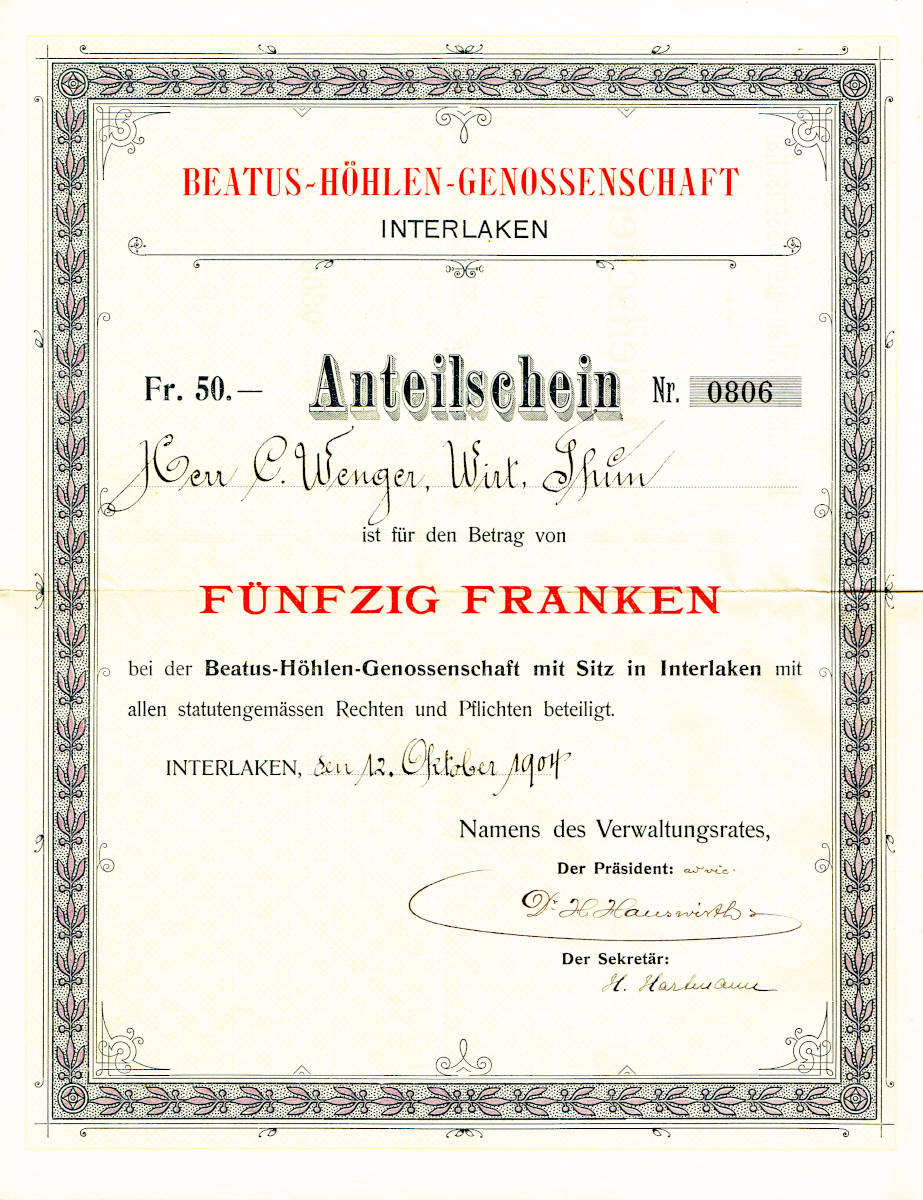 BEATUS-HÖHLEN-GENOSSENSCHAFT
INTERLAKEN
Fr. 50.— Anteilschein Nr. 0806
Herr C. Wenger, Wirt, Thun
ist für den Betrag von
FÜNFZIG FRANKEN
bei der Beatus-Höhlen-Genossenschaft mit Sitz in Interlaken mit
allen statutengemässen Rechten und Pflichten beteiligt.
INTERLAKEN, den 12. Oktober 1904
Namens des Verwaltungsrates,
Der Präsident:
Dr H Hauswirth
Der Sekretär:
H. Hartmann